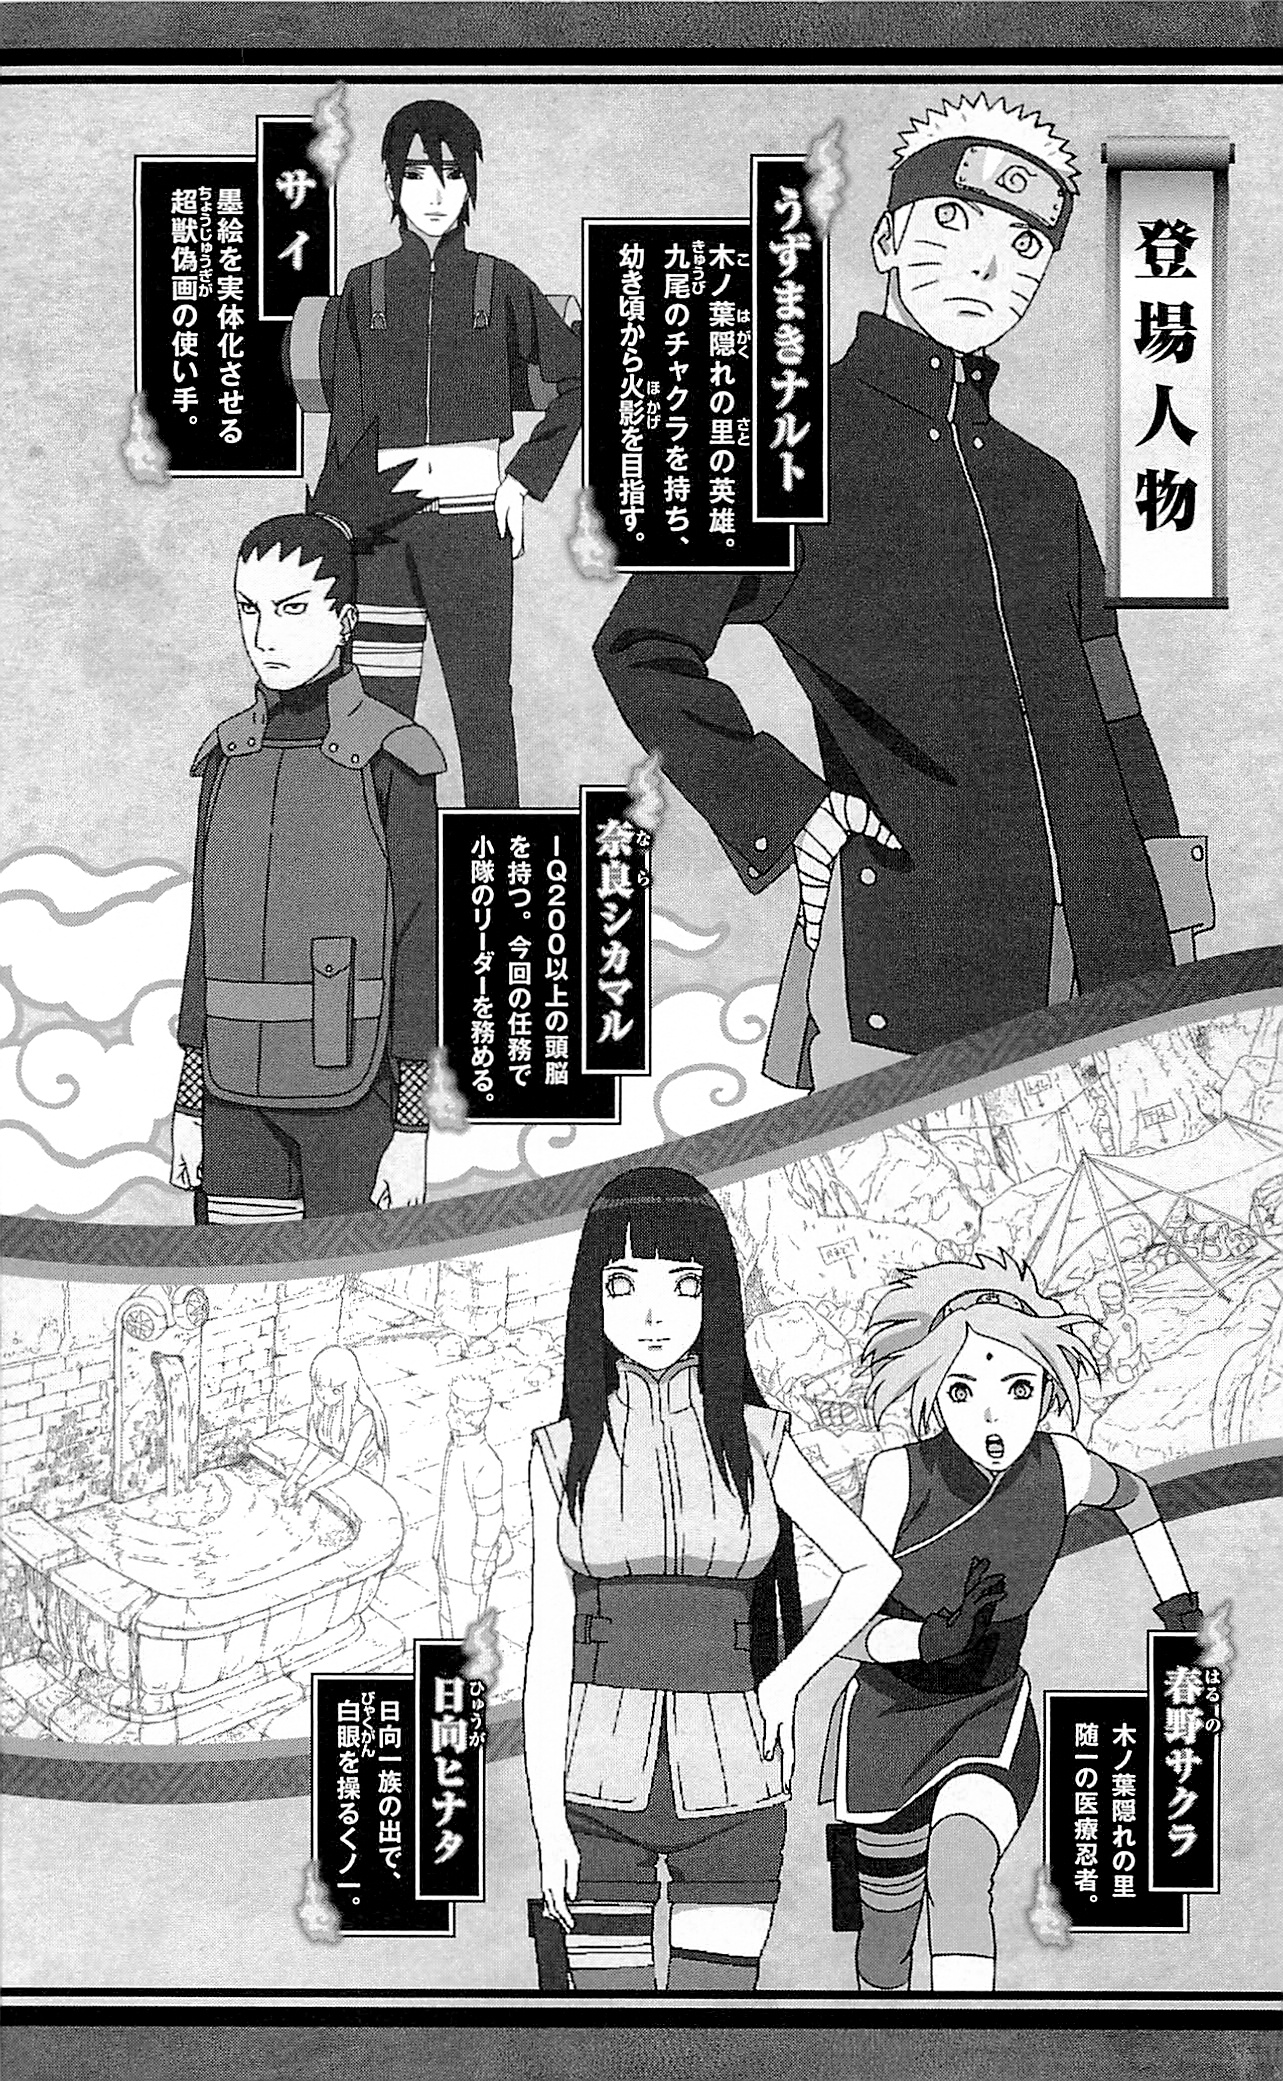 登場人物
うずまきナルト
木ノ葉隠れの里の英雄。
九尾のチャクラを持ち、
幼き頃から火影を目指す。
サイ
墨絵を実体化させる
超獣偽画の使い手。
奈良シカマル
IQ200以上の頭脳
を持つ。今回の任務で
小隊のリーダーを務める。
春野サクラ
木ノ葉隠れの里
随一の医療忍者。
日向ヒナタ
日向一族の出で、
白眼を操るくノ一。